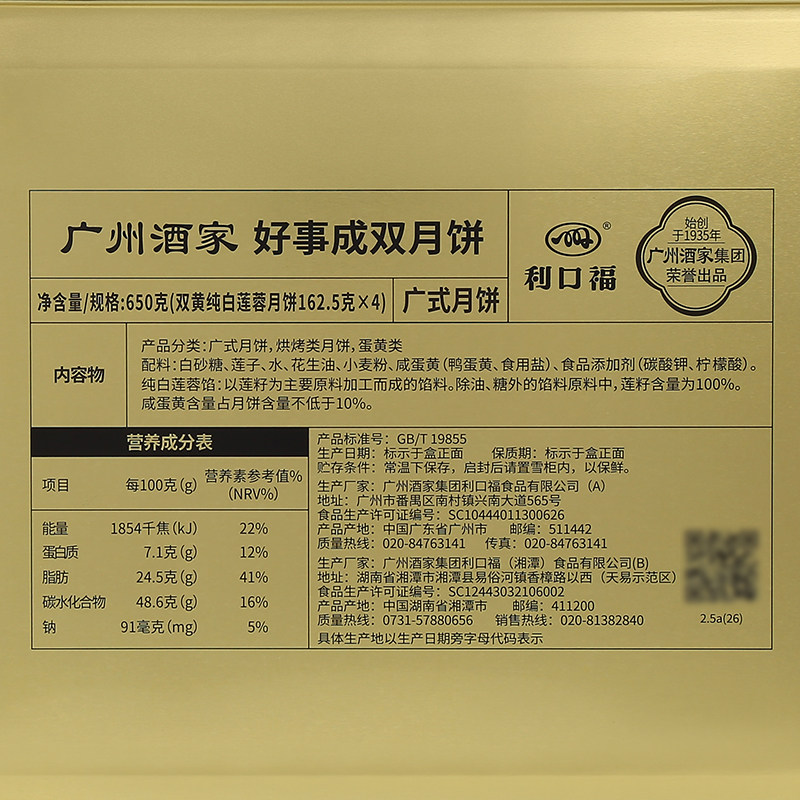 广州酒家 好事成双月饼
净含量/规格:650克(双黄纯白莲蓉月饼162.5克×4)
广式月饼
利口福
®
始创
于1935年
广州酒家集团
荣誉出品
内容物
产品分类：广式月饼,烘烤类月饼,蛋黄类
配料：白砂糖、莲子、水、花生油、小麦粉、咸蛋黄(鸭蛋黄、食用盐)、食品添加剂(碳酸钾、柠檬酸)。
纯白莲蓉馅：以莲籽为主要原料加工而成的馅料。除油、糖外的馅料原料中,莲籽含量为100%。
咸蛋黄含量占月饼含量不低于10%。
营养成分表
项目 每100克(g) 营养素参考值%(NRV%)
能量 1854千焦(kJ) 22%
蛋白质 7.1克(g) 12%
脂肪 24.5克(g) 41%
碳水化合物 48.6克(g) 16%
钠 91毫克(mg) 5%
产品标准号：GB/T 19855
生产日期：标示于盒正面 保质期：标示于盒正面
贮存条件：常温下保存，启封后请置雪柜内，以保鲜。
生产厂家：广州酒家集团利口福食品有限公司（A）
地址：广州市番禺区南村镇兴南大道565号
食品生产许可证编号：SC10444011300626
产品产地：中国广东省广州市 邮编：511442
质量热线：020-84763141 传真：020-84763141
生产厂家：广州酒家集团利口福（湘潭）食品有限公司(B)
地址：湖南省湘潭市湘潭县易俗河镇香樟路以西（天易示范区）
食品生产许可证编号：SC12443032106002
产品产地：中国湖南省湘潭市 邮编：411200
质量热线：0731-57880656 销售热线：020-81382840
具体生产地以生产日期旁字母代码表示
2.5a(26)